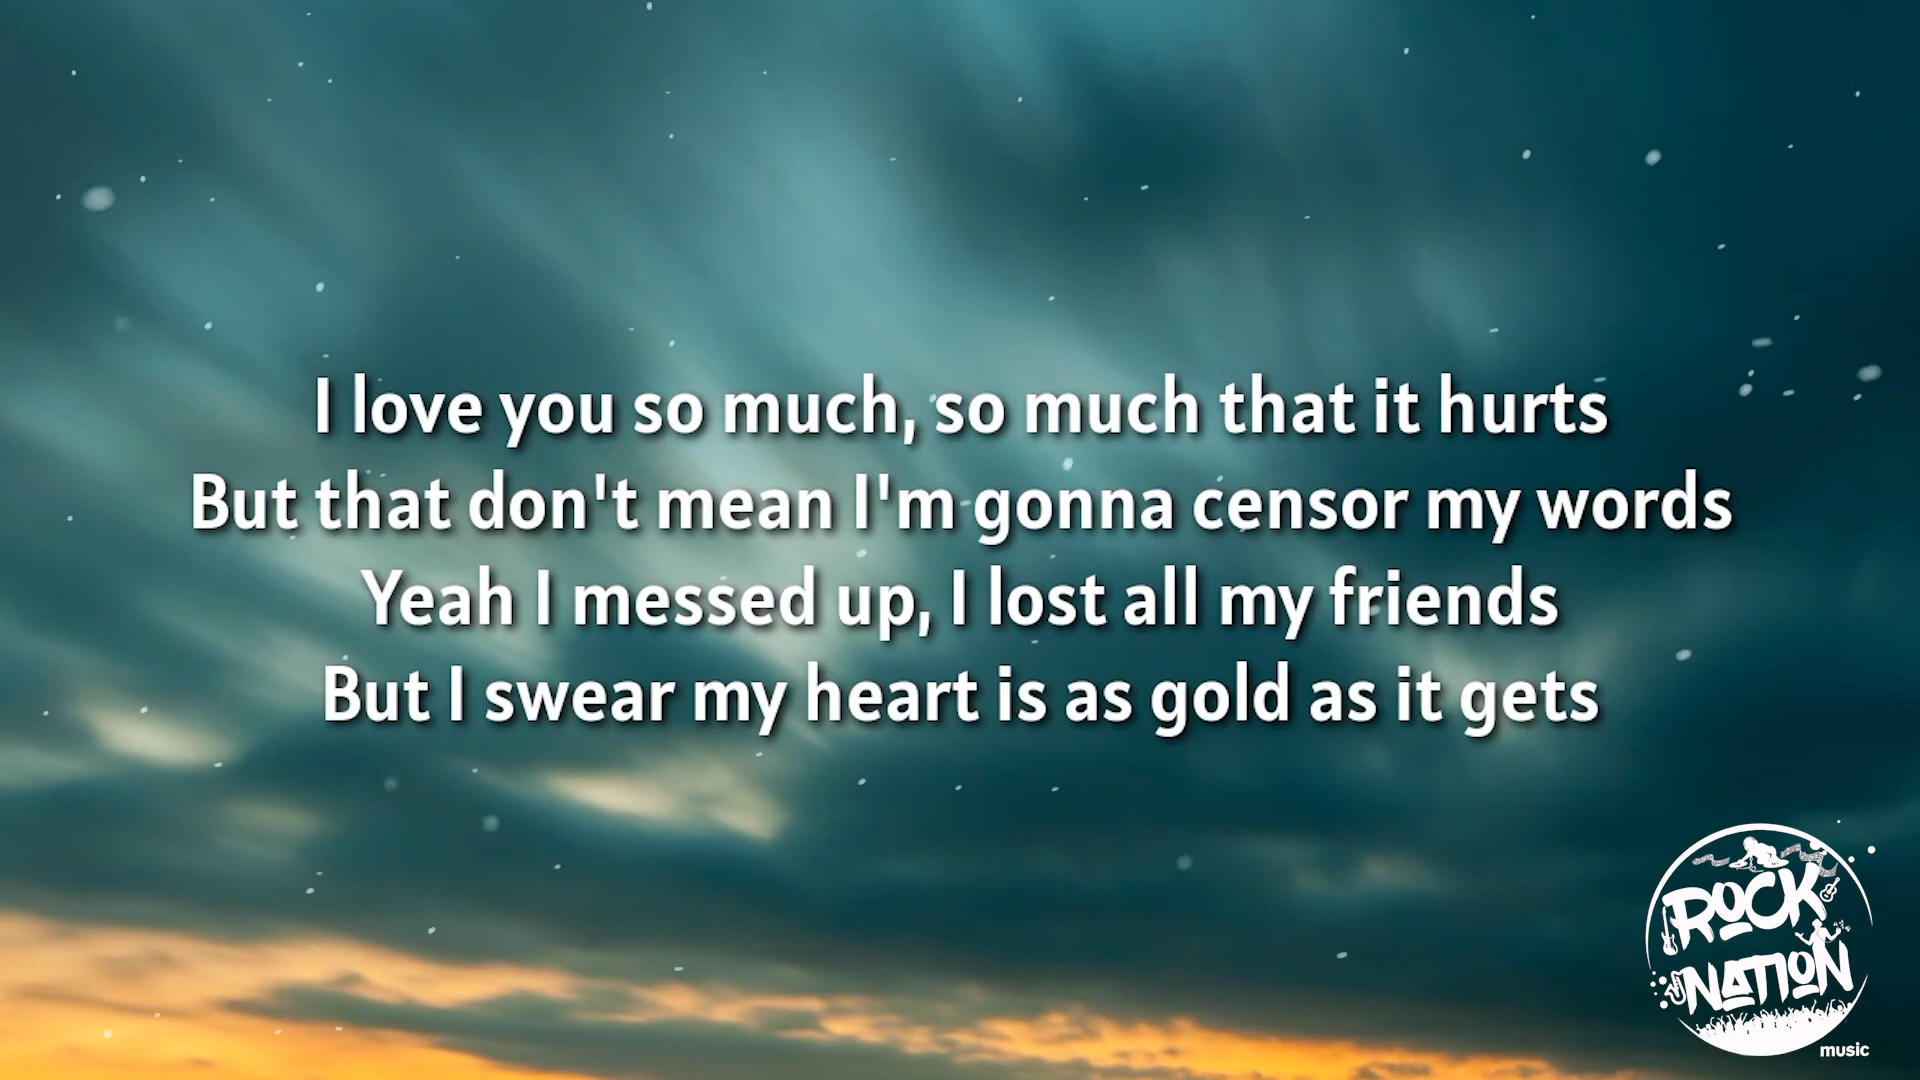 I love you so much, so much that it hurts
But that don't mean I'm gonna censor my words
Yeah I messed up, I lost all my friends
But I swear my heart is as gold as it gets
ROCK
NATION
music